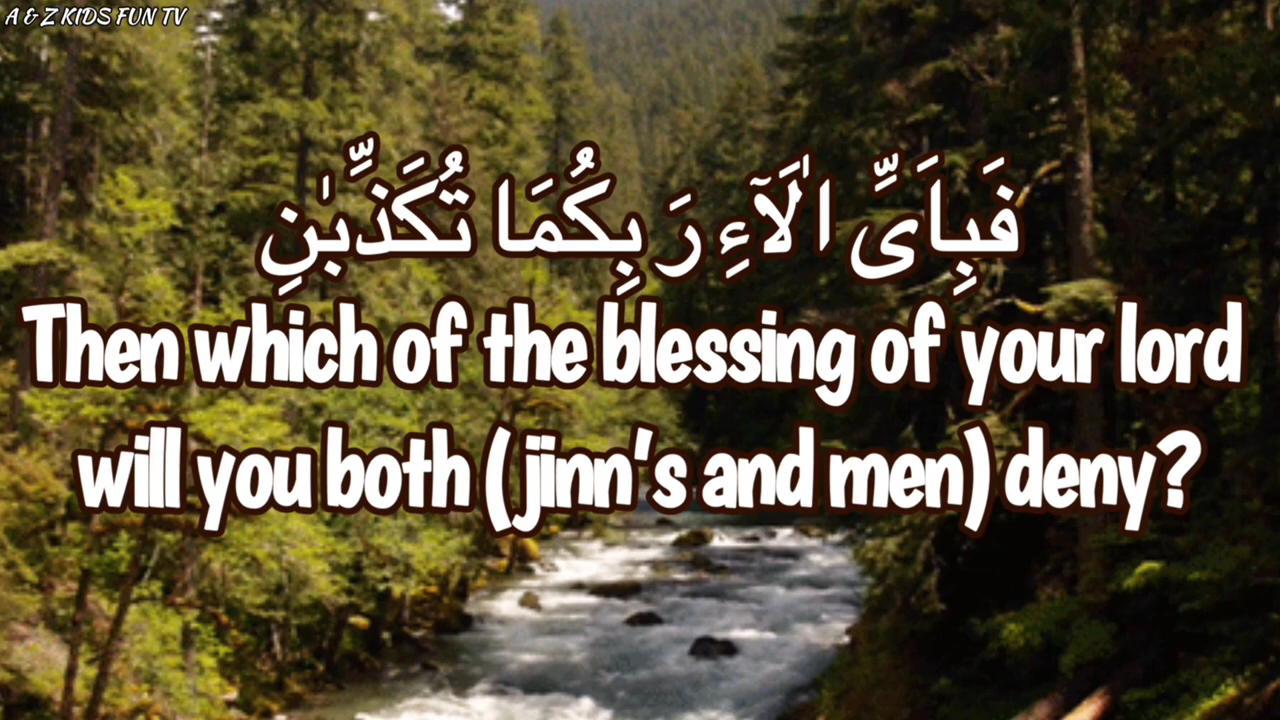 A & Z KIDS FUN TV
فَبِاَىِّ اٰلَآءِ رَ بِكُمَا تُكَذِّبٰنِ
Then which of the blessing of your lord
will you both (jinn's and men) deny?